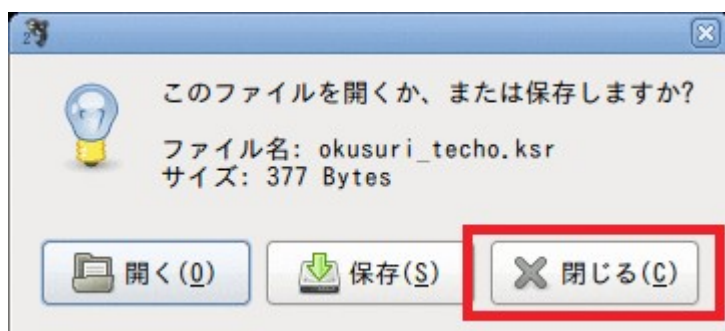 このファイルを開くか、または保存しますか?
ファイル名: okusuri_techo.ksr
サイズ: 377 Bytes
開く(O) 保存(S) 閉じる(C)